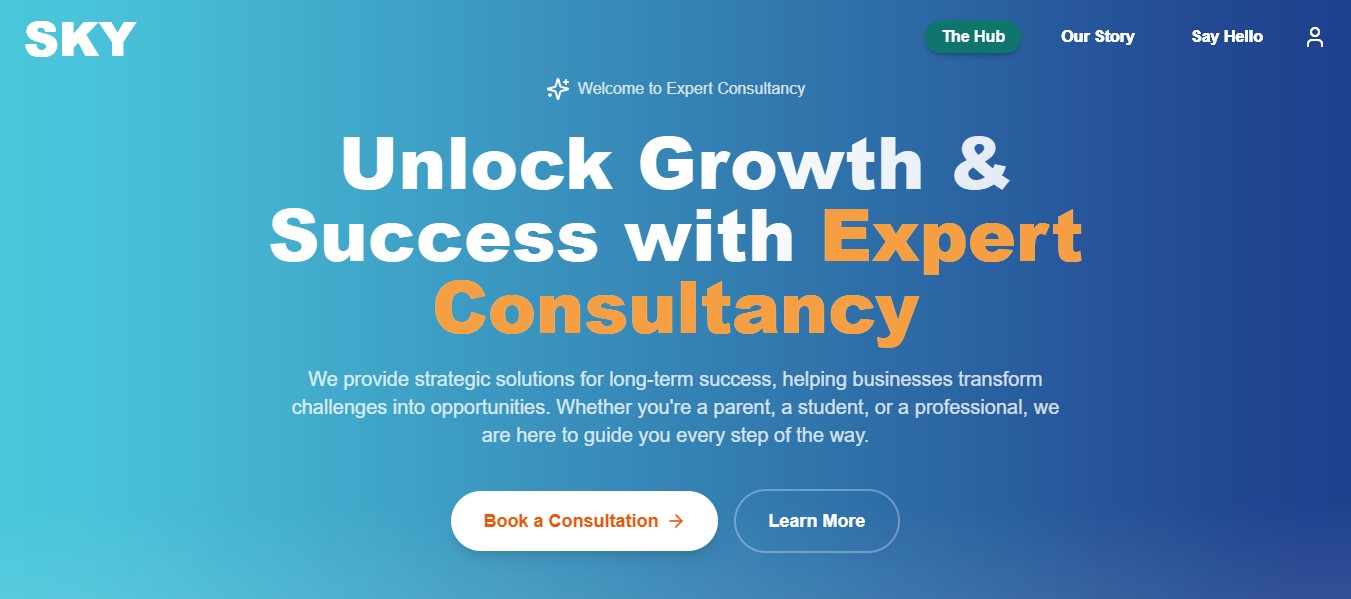 SKY
The Hub
Our Story
Say Hello
Welcome to Expert Consultancy
Unlock Growth &
Success with Expert
Consultancy
We provide strategic solutions for long-term success, helping businesses transform
challenges into opportunities. Whether you're a parent, a student, or a professional, we
are here to guide you every step of the way.
Book a Consultation
Learn More